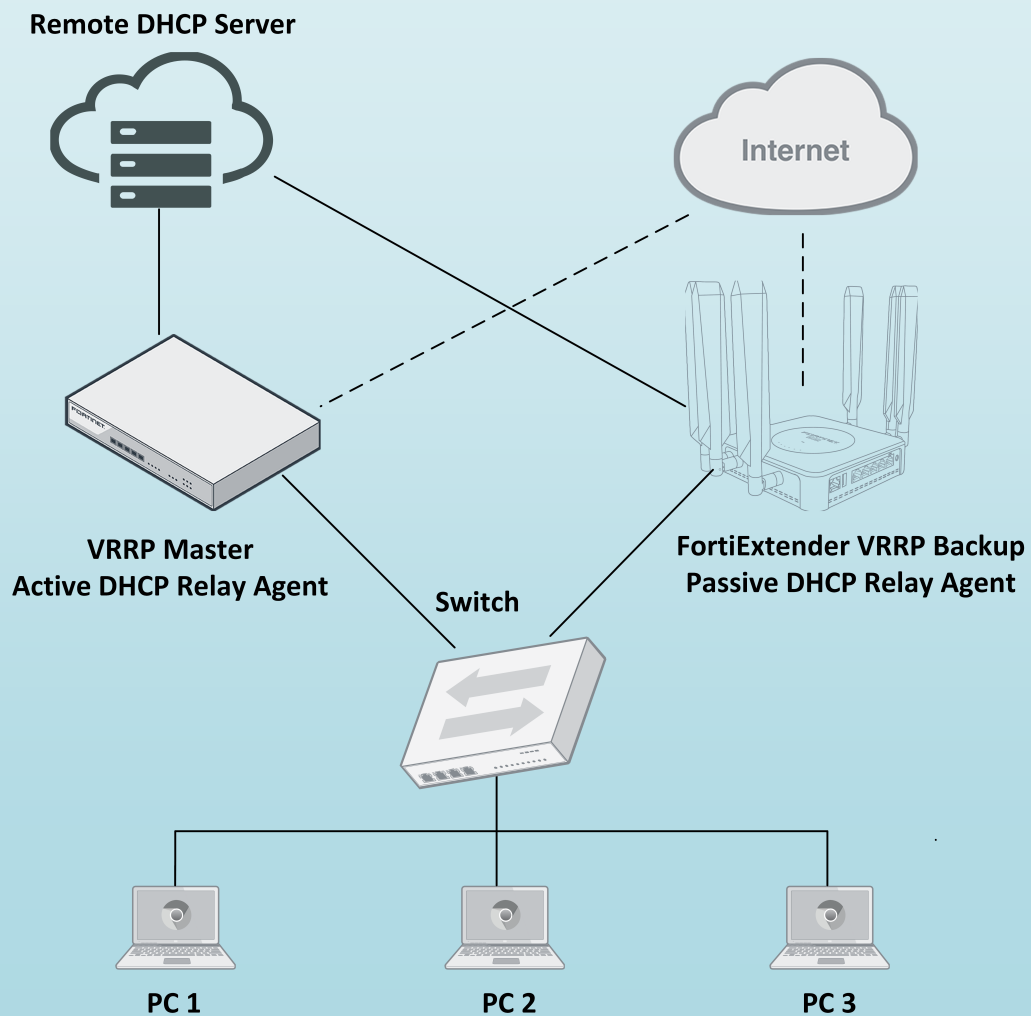 Remote DHCP Server
Internet
FORTINET
VRRP Master
Active DHCP Relay Agent
FortiExtender VRRP Backup
Passive DHCP Relay Agent
Switch
PC 1
PC 2
PC 3